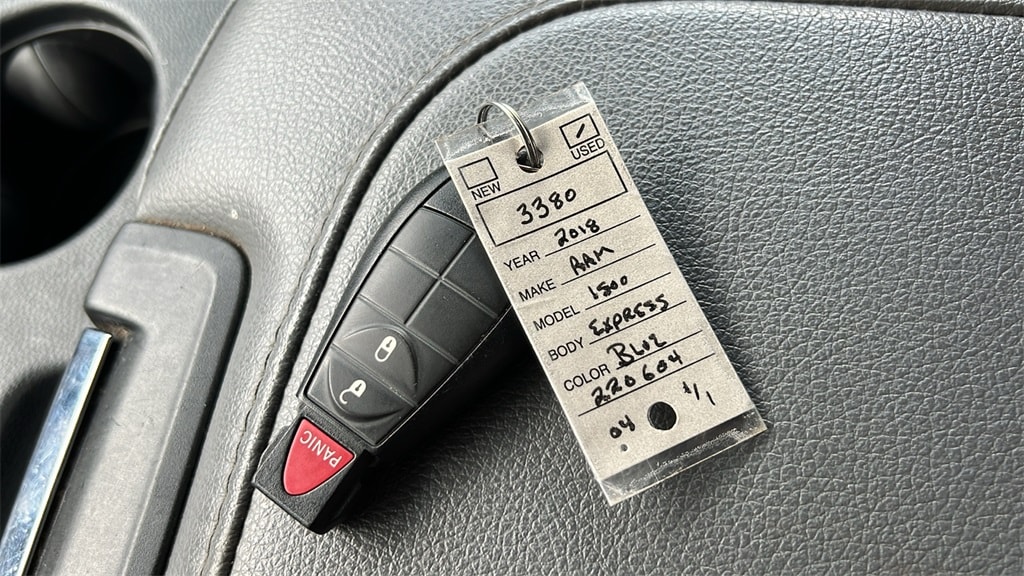 NEW
USED
3380
YEAR 2018
MAKE RAM
MODEL 1500
BODY EXPRESS
COLOR BLUE
220604
04 1/1
PANIC